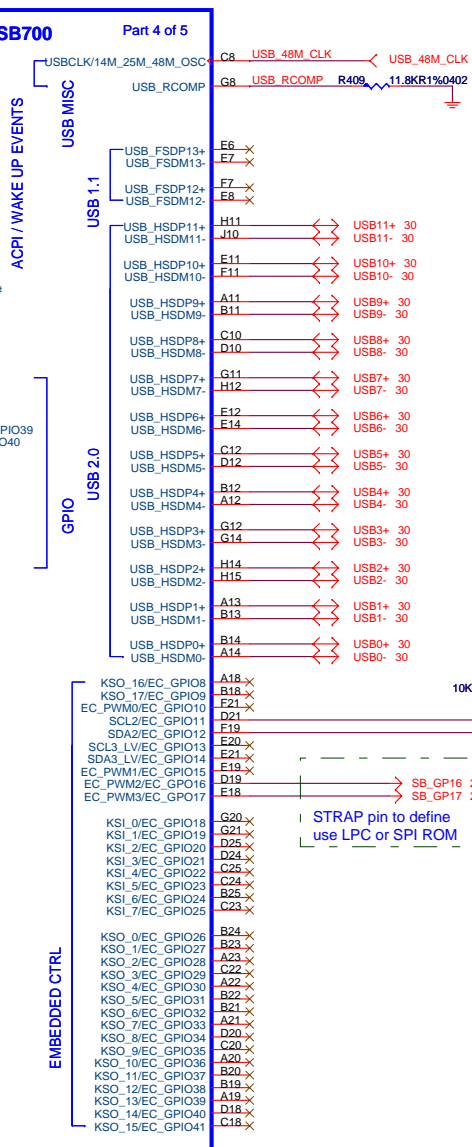 SB700 Part 4 of 5
USBCLK/14M_25M_48M_OSC C8 USB_48M_CLK USB_48M_CLK
USB_RCOMP G8 USB_RCOMP R409 11.8KR1%0402
USB MISC
ACPI / WAKE UP EVENTS
USB_FSDP13+ E6
USB_FSDM13- E7
USB_FSDP12+ F7
USB_FSDM12- E8
USB 1.1
USB_HSDP11+ H11 USB11+ 30
USB_HSDM11- J10 USB11- 30
USB_HSDP10+ E11 USB10+ 30
USB_HSDM10- F11 USB10- 30
USB_HSDP9+ A11 USB9+ 30
USB_HSDM9- B11 USB9- 30
USB_HSDP8+ C10 USB8+ 30
USB_HSDM8- D10 USB8- 30
USB_HSDP7+ G11 USB7+ 30
USB_HSDM7- H12 USB7- 30
USB_HSDP6+ E12 USB6+ 30
USB_HSDM6- E14 USB6- 30
PIO39
O40
USB_HSDP5+ C12 USB5+ 30
USB_HSDM5- D12 USB5- 30
USB 2.0
GPIO
USB_HSDP4+ B12 USB4+ 30
USB_HSDM4- A12 USB4- 30
USB_HSDP3+ G12 USB3+ 30
USB_HSDM3- G14 USB3- 30
USB_HSDP2+ H14 USB2+ 30
USB_HSDM2- H15 USB2- 30
USB_HSDP1+ A13 USB1+ 30
USB_HSDM1- B13 USB1- 30
USB_HSDP0+ B14 USB0+ 30
USB_HSDM0- A14 USB0- 30
KSO_16/EC_GPIO8 A18
KSO_17/EC_GPIO9 B18 10K
EC_PWM0/EC_GPIO10 F21
SCL2/EC_GPIO11 D21
SDA2/EC_GPIO12 F19
SCL3_LV/EC_GPIO13 E20
SDA3_LV/EC_GPIO14 E21
EC_PWM1/EC_GPIO15 E19
EC_PWM2/EC_GPO16 D19 SB_GP16 2
EC_PWM3/EC_GPO17 E18 SB_GP17 2
STRAP pin to define
use LPC or SPI ROM
KSI_0/EC_GPIO18 G20
KSI_1/EC_GPIO19 G21
KSI_2/EC_GPIO20 D25
KSI_3/EC_GPIO21 D24
KSI_4/EC_GPIO22 C25
KSI_5/EC_GPIO23 C24
KSI_6/EC_GPIO24 B25
KSI_7/EC_GPIO25 C23
KSO_0/EC_GPIO26 B24
KSO_1/EC_GPIO27 B23
KSO_2/EC_GPIO28 A23
KSO_3/EC_GPIO29 C22
KSO_4/EC_GPIO30 A22
KSO_5/EC_GPIO31 B22
KSO_6/EC_GPIO32 B21
KSO_7/EC_GPIO33 A21
KSO_8/EC_GPIO34 D20
KSO_9/EC_GPIO35 C20
KSO_10/EC_GPIO36 A20
KSO_11/EC_GPIO37 B20
KSO_12/EC_GPIO38 B19
KSO_13/EC_GPIO39 A19
KSO_14/EC_GPIO40 D18
KSO_15/EC_GPIO41 C18
EMBEDDED CTRL